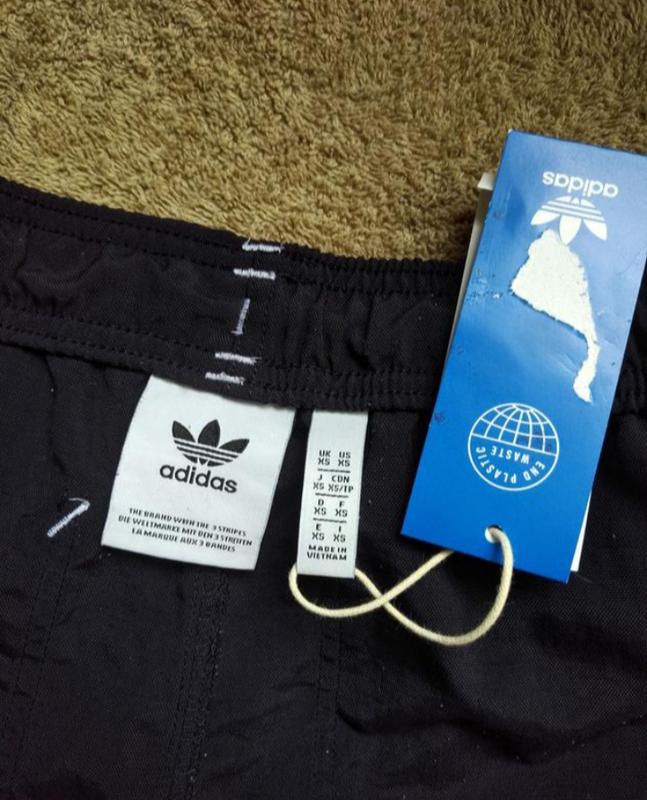 adidas
THE BRAND WITH THE 3 STRIPES
DIE WELTMARKE MIT DEN 3 STREIFEN
LA MARQUE AUX 3 BANDES
UK US
XS XS
J CDN
XS XS/TP
D F
XS XS
E I
XS XS
MADE IN
VIETNAM
adidas
END PLASTIC
WASTE